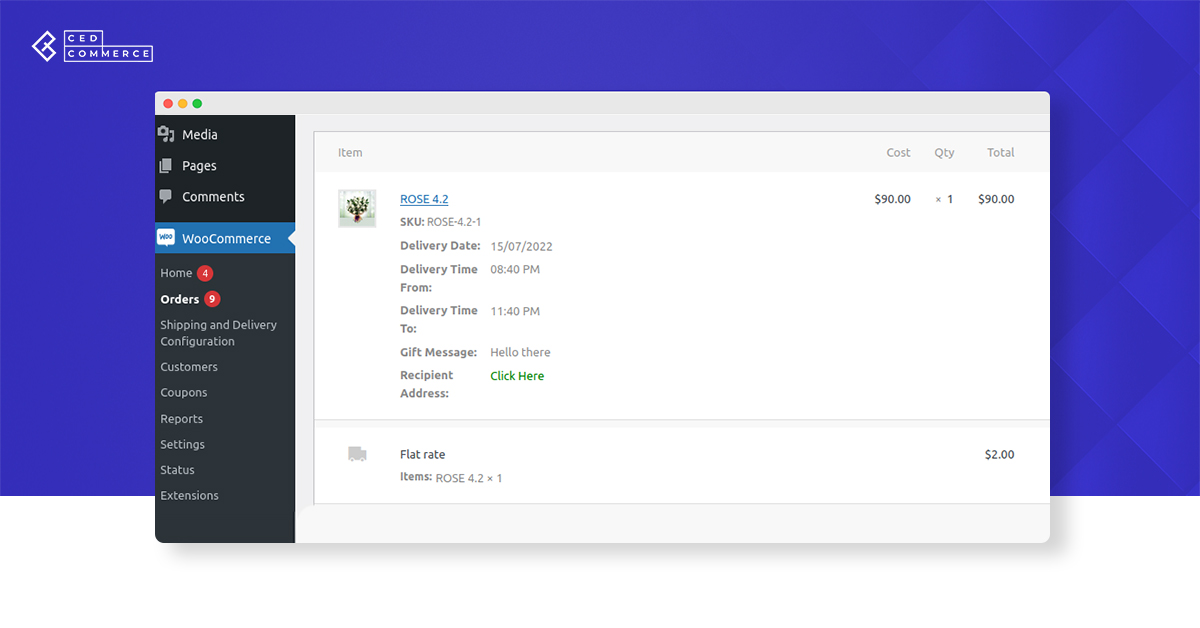 CED
COMMERCE
Media
Pages
Comments
WOO WooCommerce
Home 4
Orders 9
Shipping and Delivery
Configuration
Customers
Coupons
Reports
Settings
Status
Extensions
Item Cost Qty Total
ROSE 4.2 $90.00 × 1 $90.00
SKU: ROSE-4.2-1
Delivery Date: 15/07/2022
Delivery Time 08:40 PM
From:
Delivery Time 11:40 PM
To:
Gift Message: Hello there
Recipient Click Here
Address:
Flat rate $2.00
Items: ROSE 4.2 × 1